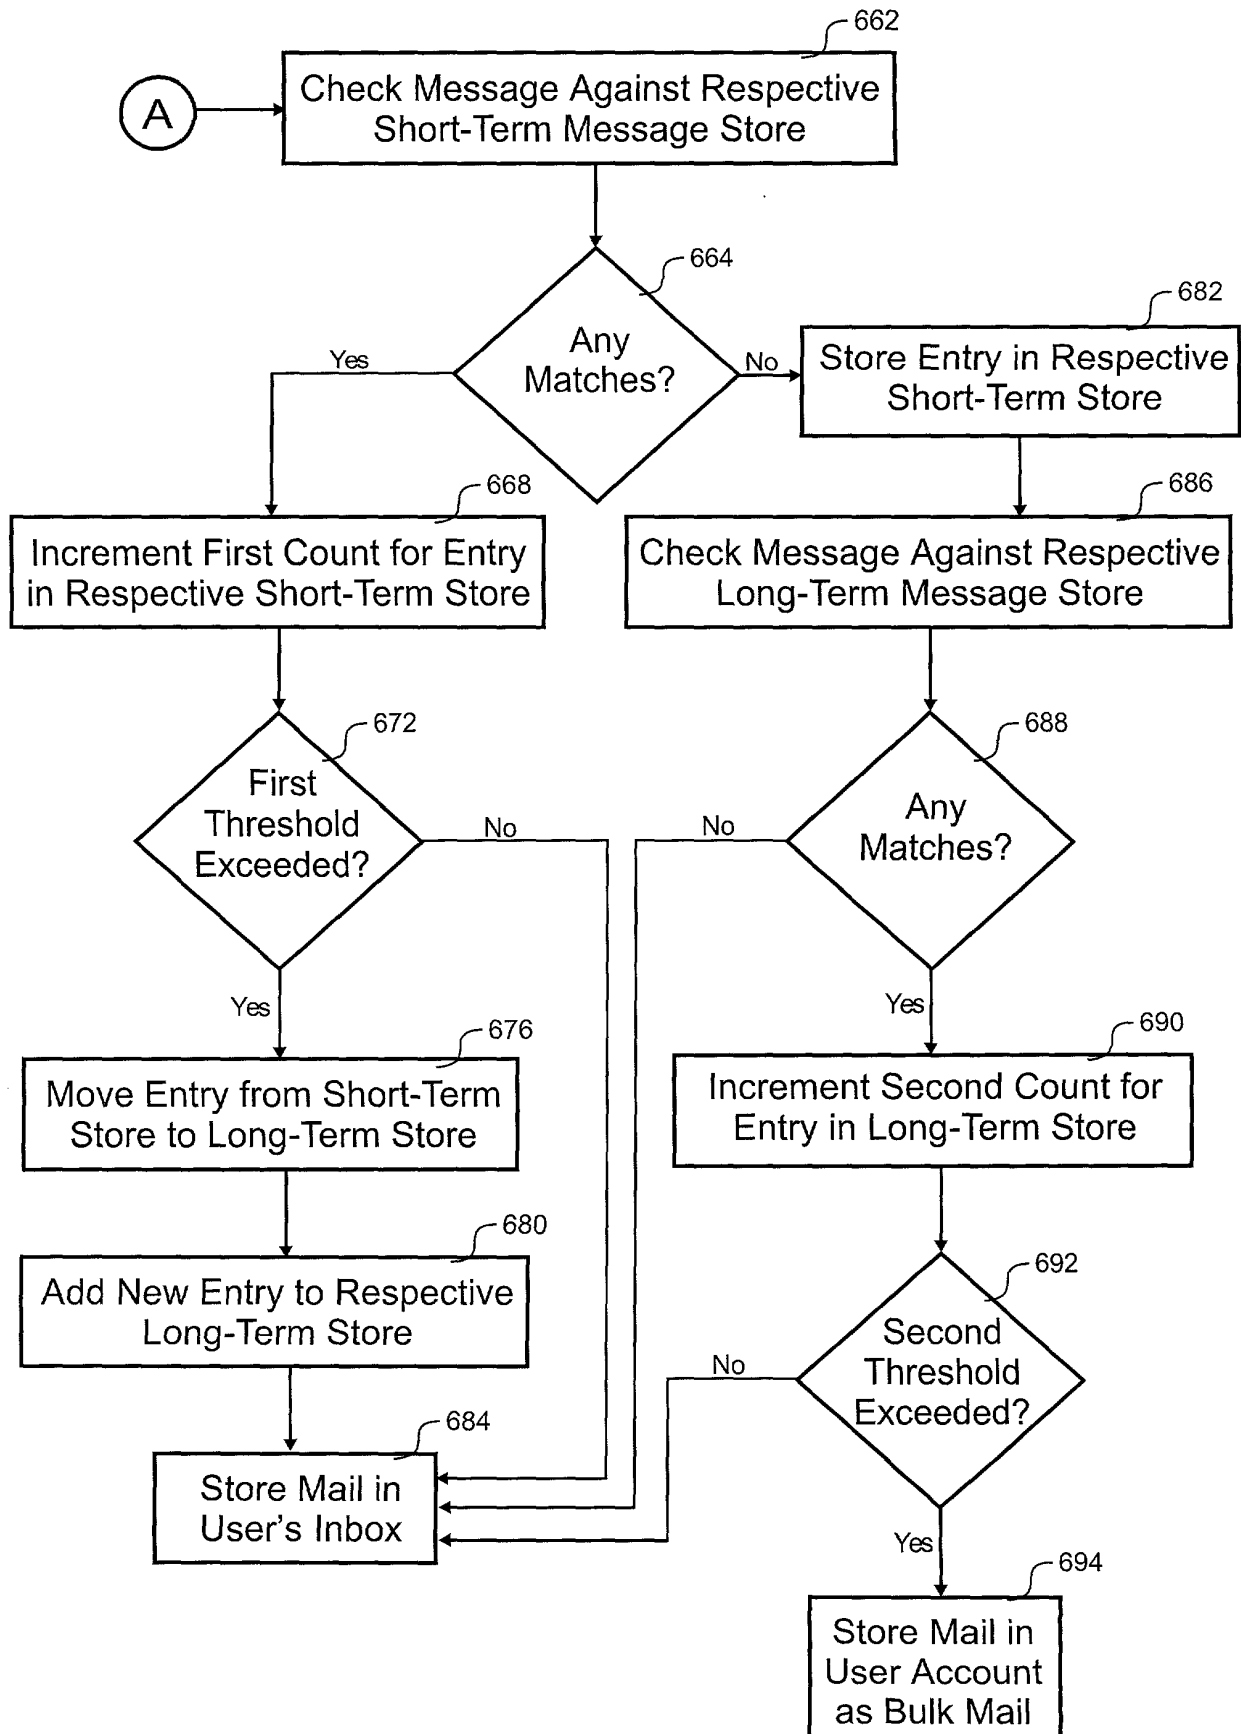 662
A
Check Message Against Respective
Short-Term Message Store
664
Any
Matches?
Yes
No
682
Store Entry in Respective
Short-Term Store
668
Increment First Count for Entry
in Respective Short-Term Store
686
Check Message Against Respective
Long-Term Message Store
672
First
Threshold
Exceeded?
No
Yes
688
Any
Matches?
No
Yes
676
Move Entry from Short-Term
Store to Long-Term Store
690
Increment Second Count for
Entry in Long-Term Store
680
Add New Entry to Respective
Long-Term Store
692
Second
Threshold
Exceeded?
No
Yes
684
Store Mail in
User's Inbox
694
Store Mail in
User Account
as Bulk Mail